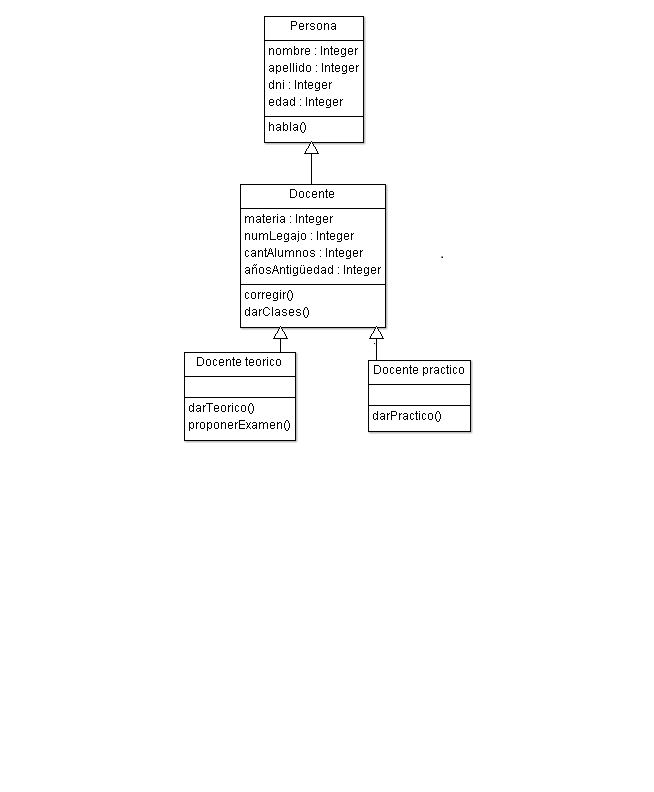 Persona
nombre : Integer
apellido : Integer
dni : Integer
edad : Integer
habla()
Docente
materia : Integer
numLegajo : Integer
cantAlumnos : Integer
añosAntigüedad : Integer
corregir()
darClases()
Docente teorico
darTeorico()
proponerExamen()
Docente practico
darPractico()